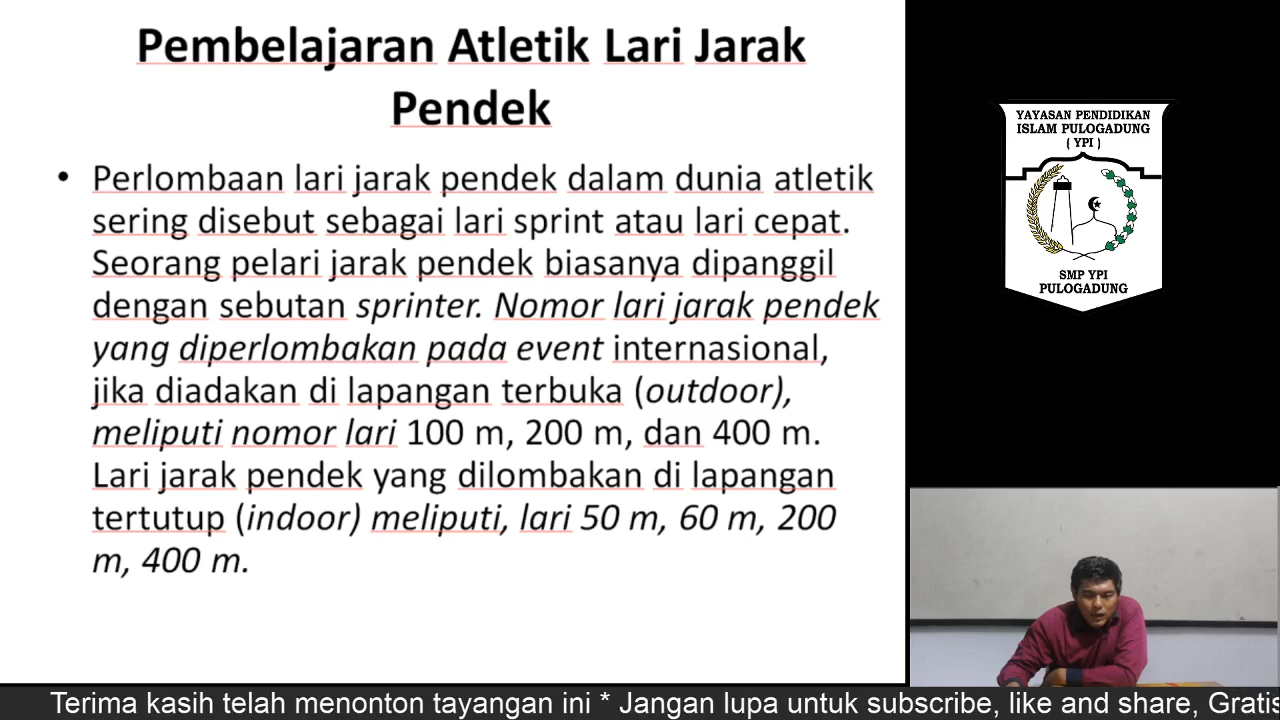 Pembelajaran Atletik Lari Jarak
Pendek
• Perlombaan lari jarak pendek dalam dunia atletik
sering disebut sebagai lari sprint atau lari cepat.
Seorang pelari jarak pendek biasanya dipanggil
dengan sebutan sprinter. Nomor lari jarak pendek
yang diperlombakan pada event internasional,
jika diadakan di lapangan terbuka (outdoor),
meliputi nomor lari 100 m, 200 m, dan 400 m.
Lari jarak pendek yang dilombakan di lapangan
tertutup (indoor) meliputi, lari 50 m, 60 m, 200
m, 400 m.
YAYASAN PENDIDIKAN
ISLAM PULOGADUNG
( YPI )
SMP YPI
PULOGADUNG
Terima kasih telah menonton tayangan ini * Jangan lupa untuk subscribe, like and share, Gratis